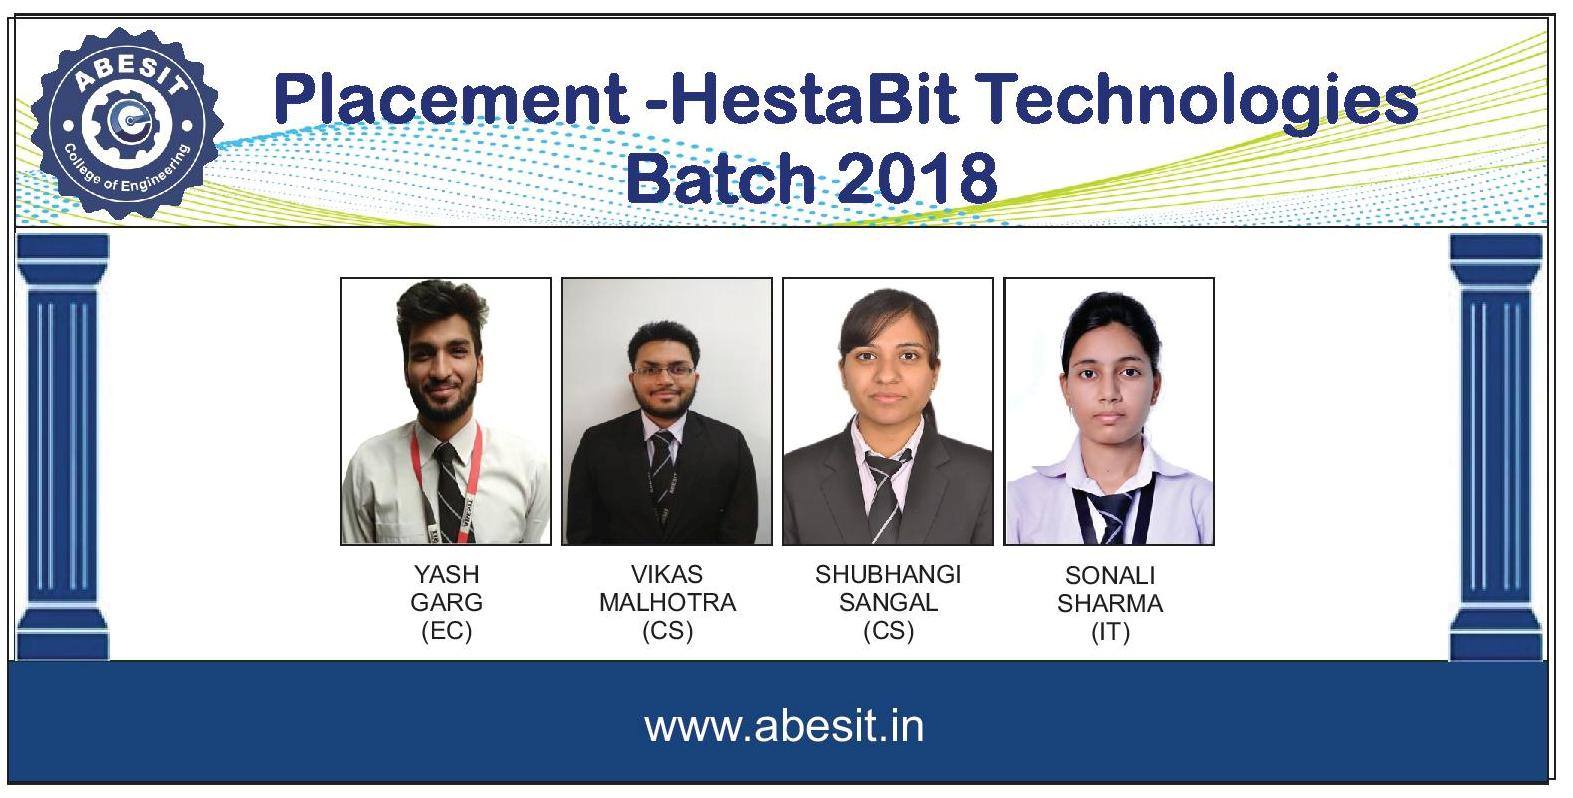 ABESIT
College of Engineering
Placement -HestaBit Technologies
Batch 2018
YASH
GARG
(EC)
VIKAS
MALHOTRA
(CS)
SHUBHANGI
SANGAL
(CS)
SONALI
SHARMA
(IT)
www.abesit.in